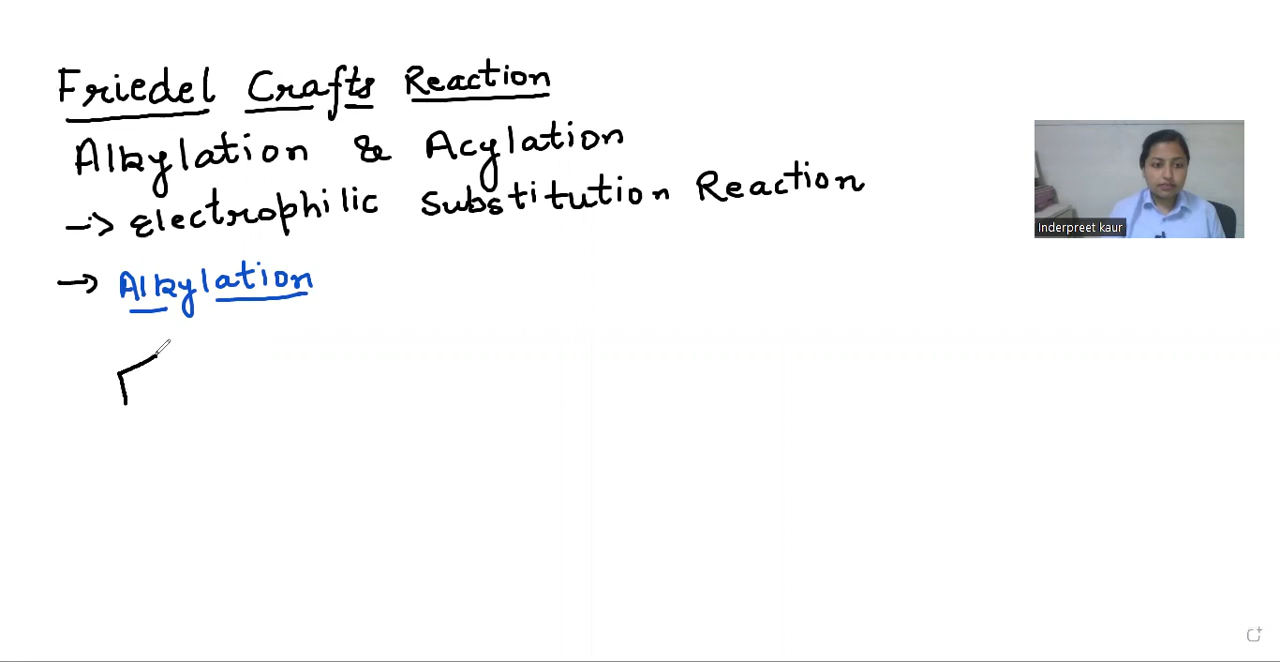 Friedel Crafts Reaction
Alkylation & Acylation
→ Electrophilic Substitution Reaction
→ Alkylation
Inderpreet kaur